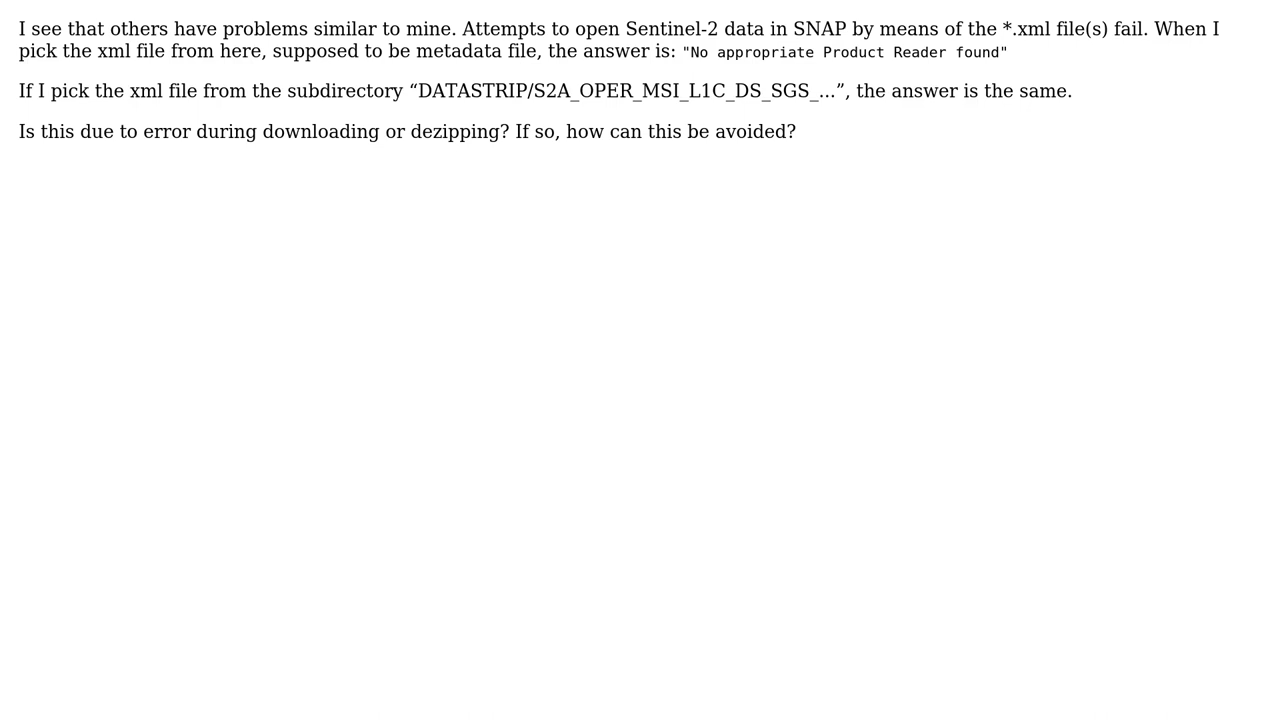 I see that others have problems similar to mine. Attempts to open Sentinel-2 data in SNAP by means of the *.xml file(s) fail. When I
pick the xml file from here, supposed to be metadata file, the answer is: "No appropriate Product Reader found"
If I pick the xml file from the subdirectory “DATASTRIP/S2A_OPER_MSI_L1C_DS_SGS_...”, the answer is the same.
Is this due to error during downloading or dezipping? If so, how can this be avoided?